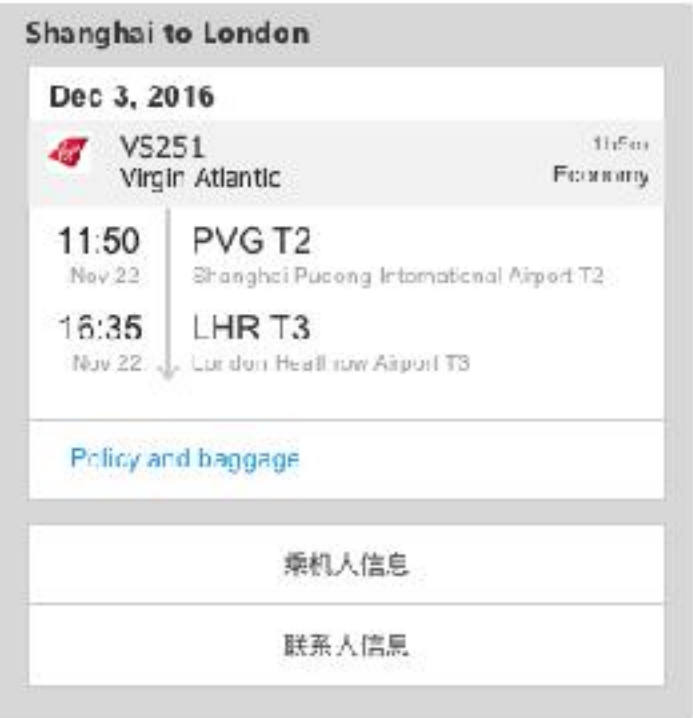 Shanghai to London
Dec 3, 2016
VS251
1h5m
Virgin Atlantic
Economy
11:50
PVG T2
Nov 22
Shanghai Pudong International Airport T2
16:35
LHR T3
Nov 22
London Heathrow Airport T3
Policy and baggage
乘机人信息
联系人信息